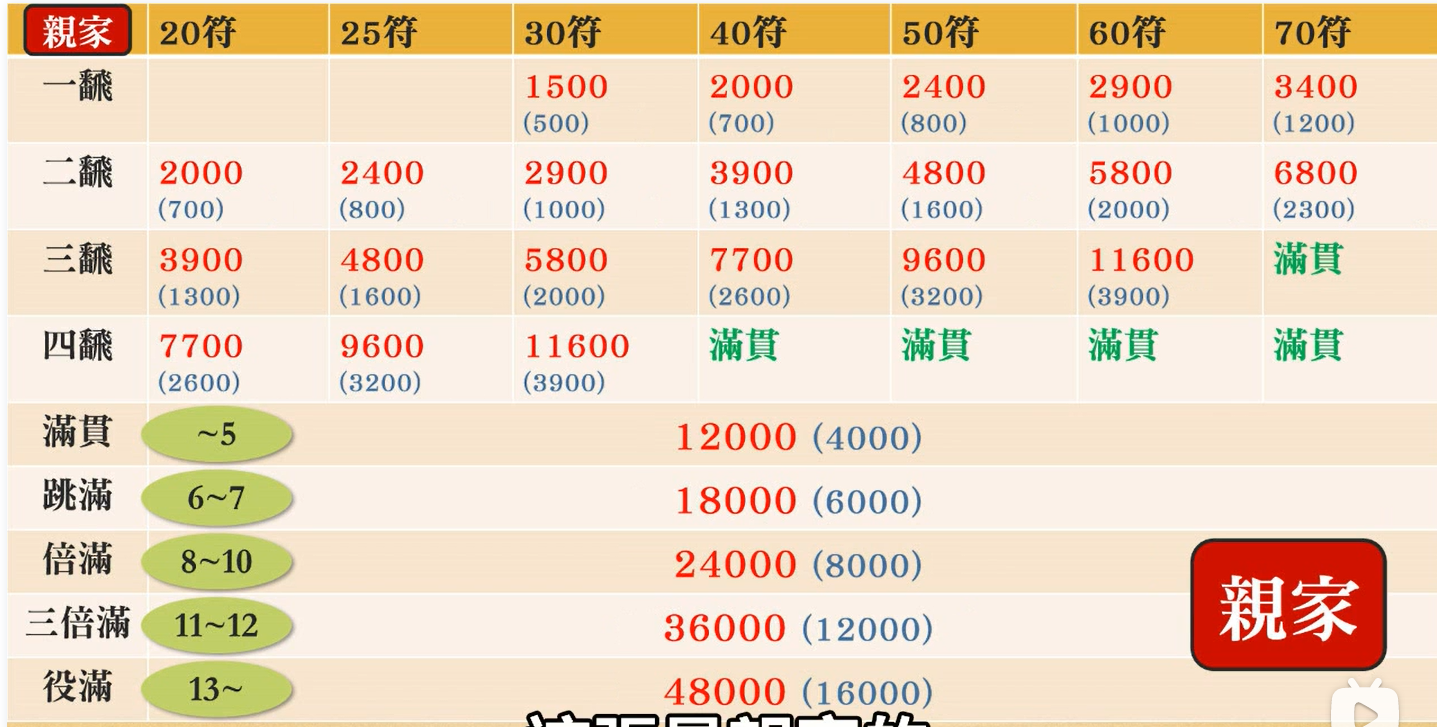 親家 20符 25符 30符 40符 50符 60符 70符
一飜 1500 2000 2400 2900 3400
(500) (700) (800) (1000) (1200)
二飜 2000 2400 2900 3900 4800 5800 6800
(700) (800) (1000) (1300) (1600) (2000) (2300)
三飜 3900 4800 5800 7700 9600 11600 滿貫
(1300) (1600) (2000) (2600) (3200) (3900)
四飜 7700 9600 11600 滿貫 滿貫 滿貫 滿貫
(2600) (3200) (3900)
滿貫 ~5 12000 (4000)
跳滿 6~7 18000 (6000)
倍滿 8~10 24000 (8000)
三倍滿 11~12 36000 (12000)
役滿 13~ 48000 (16000)
親家